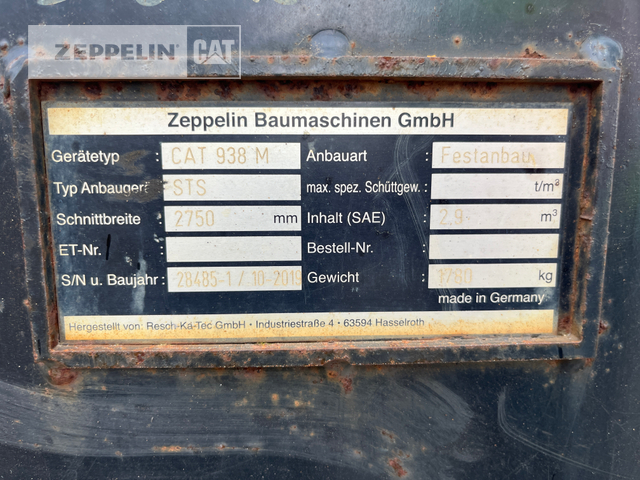 ZEPPELIN CAT
Zeppelin Baumaschinen GmbH
Gerätetyp : CAT 938 M Anbauart : Festanbau
Typ Anbaugerä : STS max. spez. Schüttgew. : t/m³
Schnittbreite : 2750 mm Inhalt (SAE) : 2,9 m³
ET-Nr. : Bestell-Nr. :
S/N u. Baujahr : 28485-1 / 10-2019 Gewicht : kg
made in Germany
Hergestellt von: Resch-Ka-Tec GmbH • Industriestraße 4 • 63594 Hasselroth